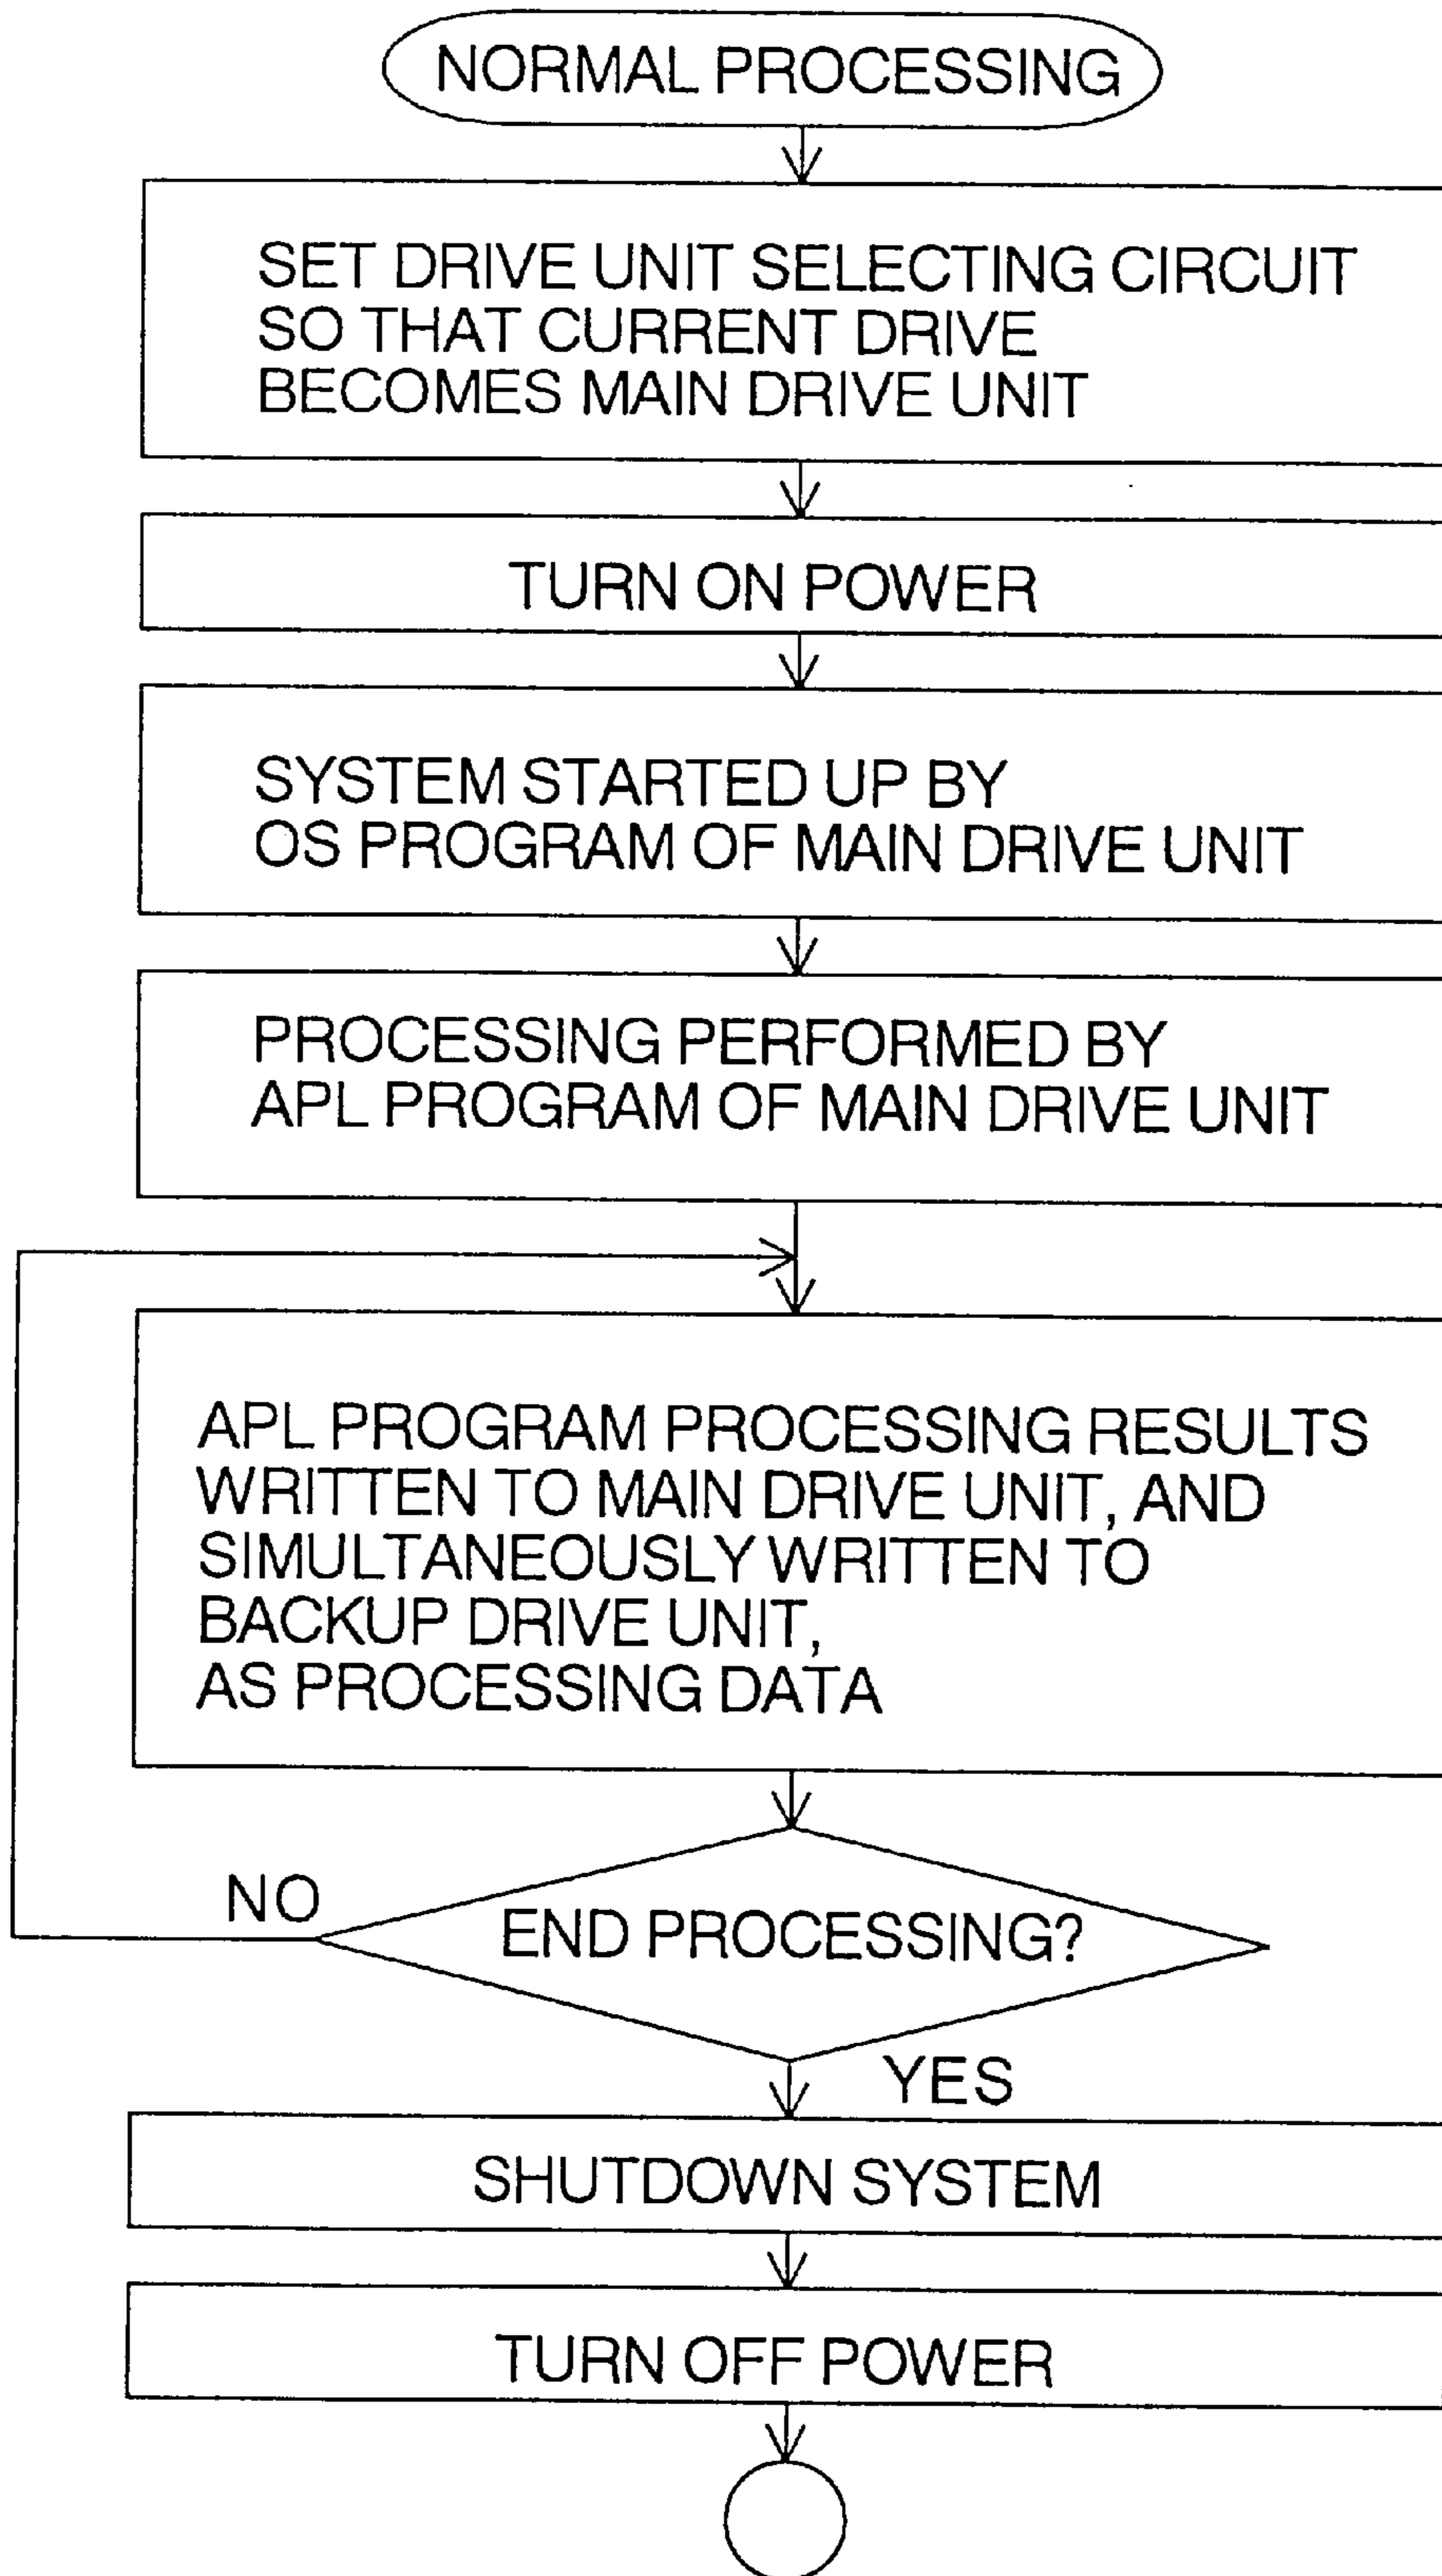 NORMAL PROCESSING
SET DRIVE UNIT SELECTING CIRCUIT
SO THAT CURRENT DRIVE
BECOMES MAIN DRIVE UNIT
TURN ON POWER
SYSTEM STARTED UP BY
OS PROGRAM OF MAIN DRIVE UNIT
PROCESSING PERFORMED BY
APL PROGRAM OF MAIN DRIVE UNIT
APL PROGRAM PROCESSING RESULTS
WRITTEN TO MAIN DRIVE UNIT, AND
SIMULTANEOUSLY WRITTEN TO
BACKUP DRIVE UNIT,
AS PROCESSING DATA
NO
END PROCESSING?
YES
SHUTDOWN SYSTEM
TURN OFF POWER